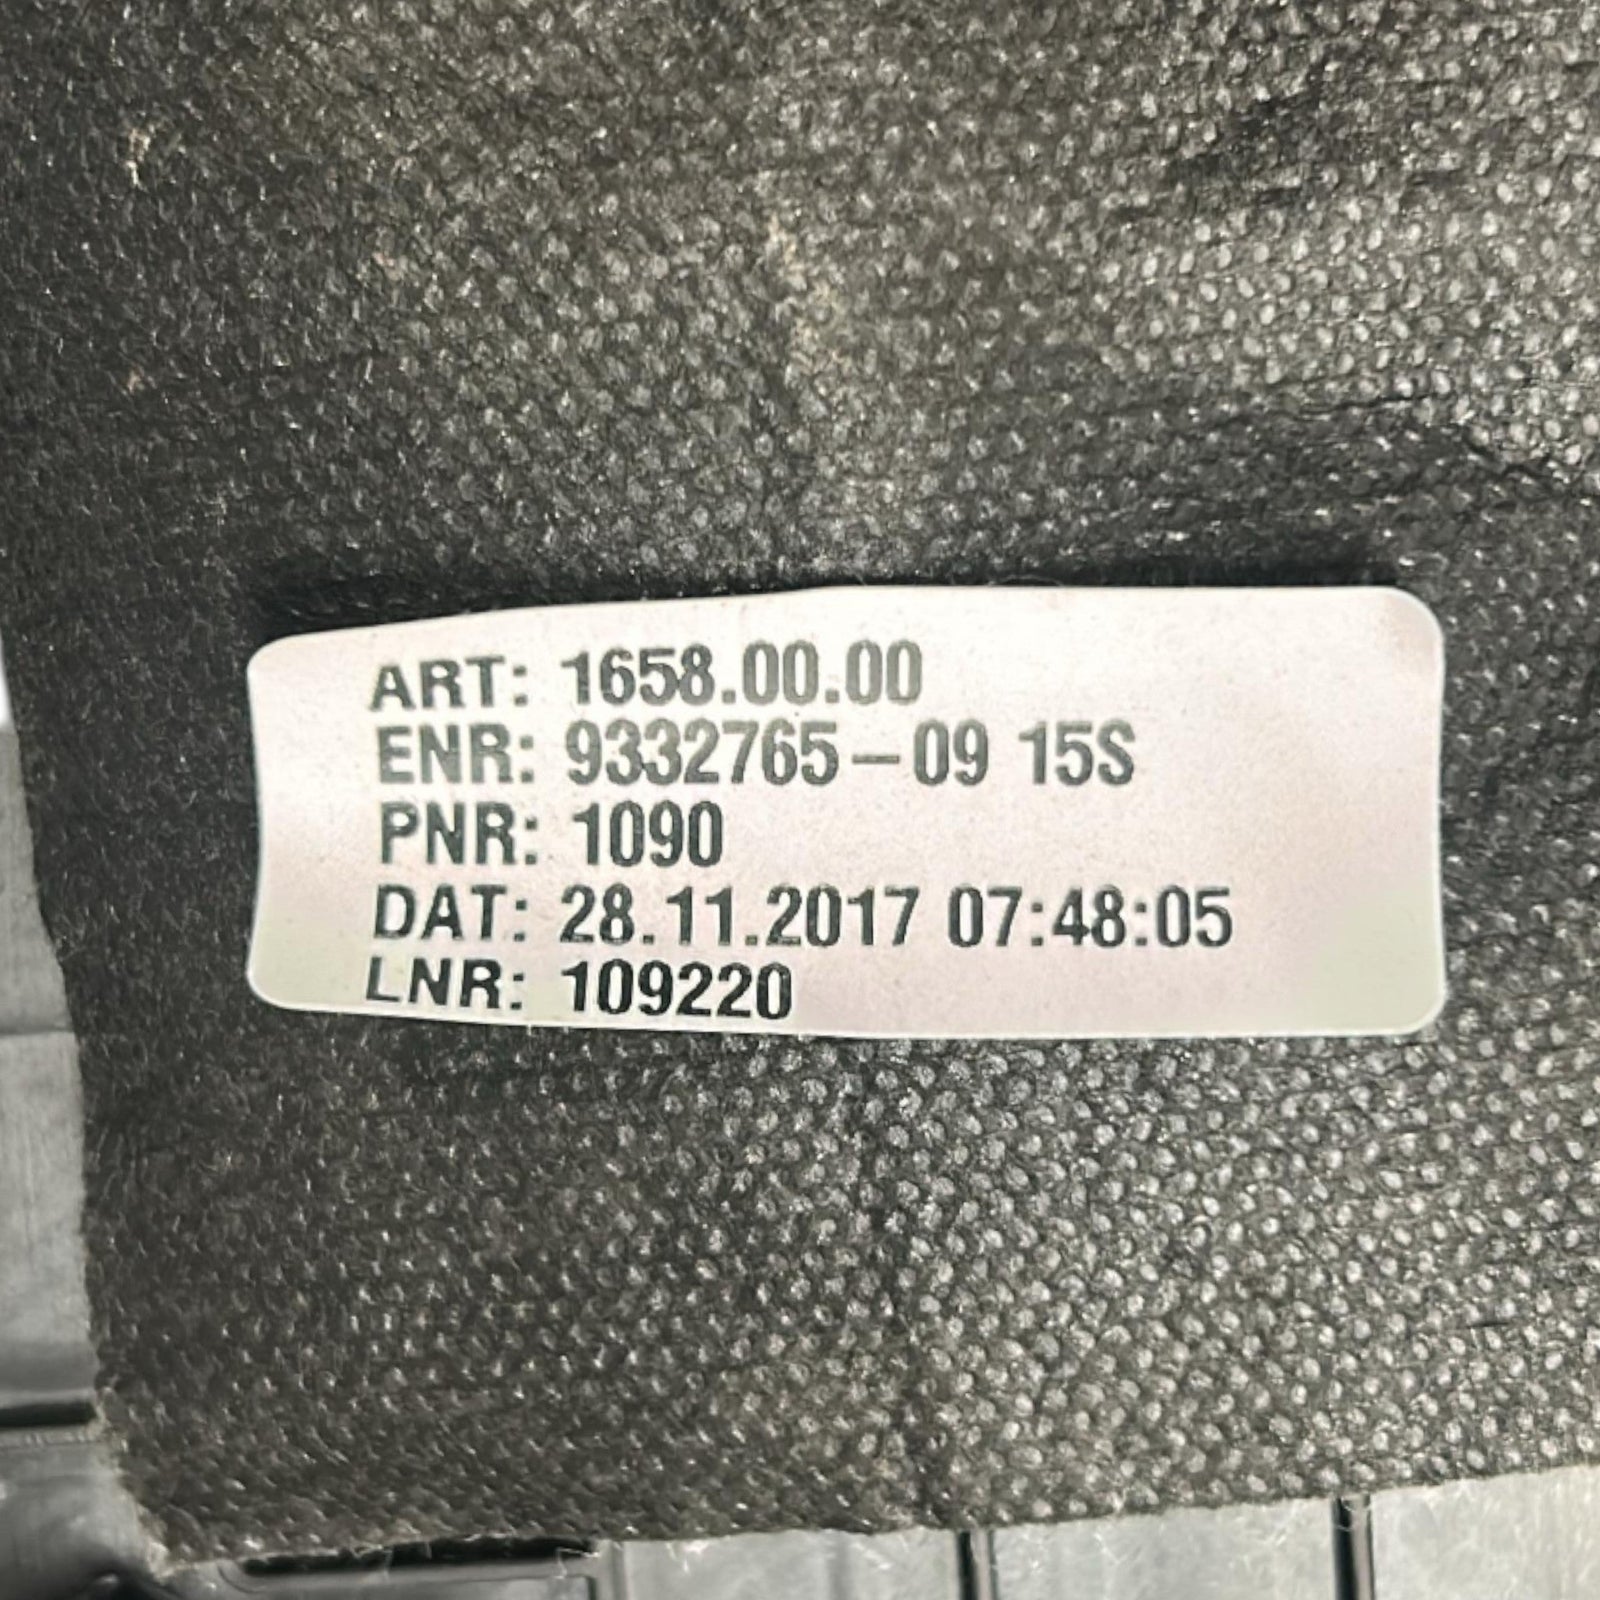 ART: 1658.00.00
ENR: 9332765-09 15S
PNR: 1090
DAT: 28.11.2017 07:48:05
LNR: 109220